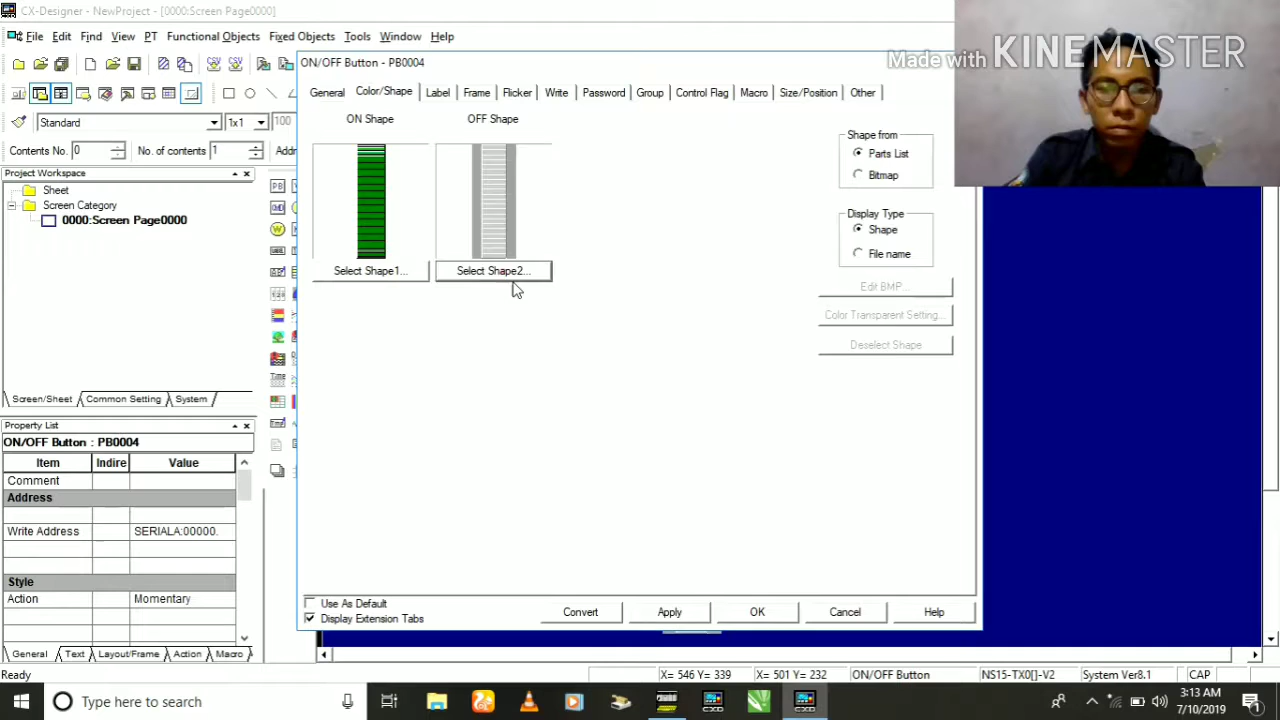 CX-Designer - NewProject - [0000:Screen Page0000]
Made with KINEMASTER
File Edit Find View PT Functional Objects Fixed Objects Tools Window Help
ON/OFF Button - PB0004
General Color/Shape Label Frame Flicker Write Password Group Control Flag Macro Size/Position Other
Standard 1x1 100
ON Shape OFF Shape
Contents No. 0 No. of contents 1 Addr
Shape from
Parts List
Bitmap
Project Workspace
Sheet
Screen Category
0000:Screen Page0000
Display Type
Shape
File name
Select Shape1... Select Shape2...
Edit BMP...
Color Transparent Setting...
Deselect Shape
Screen/Sheet Common Setting System
Property List
ON/OFF Button : PB0004
Item Indire Value
Comment
Address
Write Address SERIALA:00000.
Style
Action Momentary
Use As Default
Display Extension Tabs
Convert Apply OK Cancel Help
General Text Layout/Frame Action Macro
Ready X= 546 Y= 339 X= 501 Y= 232 ON/OFF Button NS15-TX0[]-V2 System Ver8.1 CAP
Type here to search
3:13 AM
7/10/2019